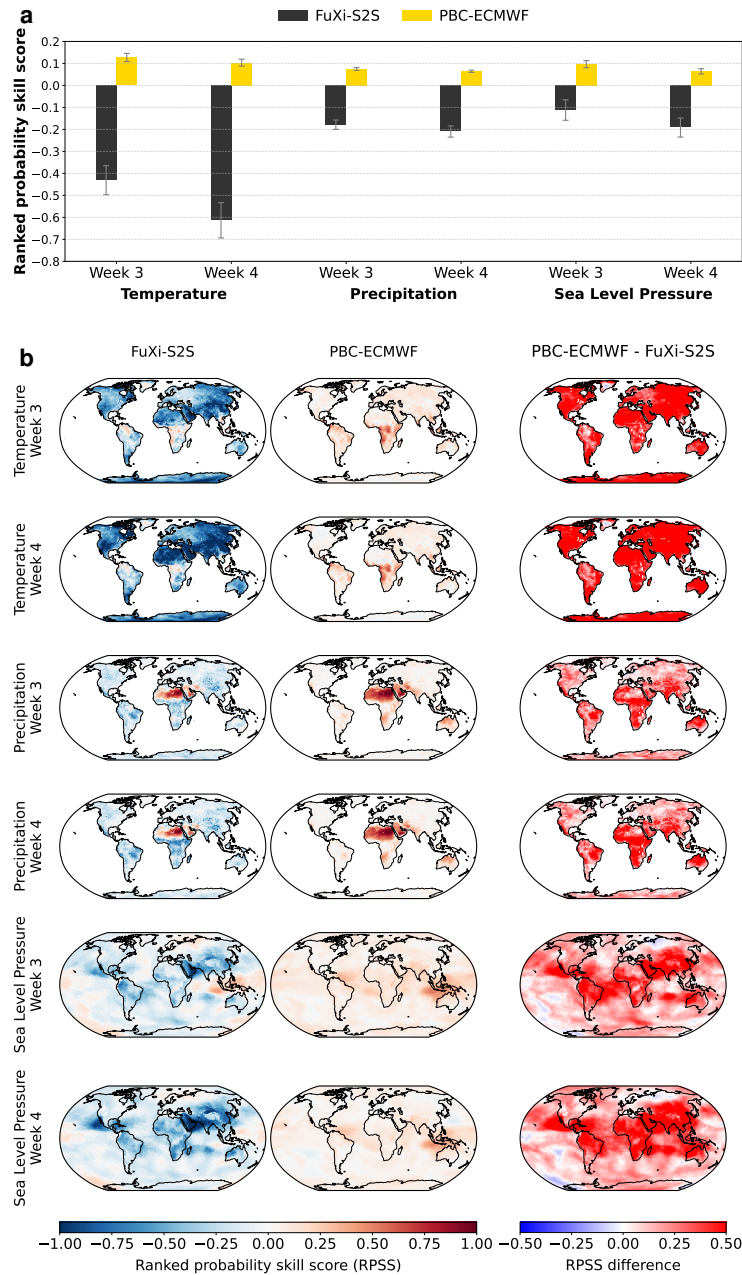 a
FuXi-S2S PBC-ECMWF
Ranked probability skill score
0.2
0.1
0.0
−0.1
−0.2
−0.3
−0.4
−0.5
−0.6
−0.7
−0.8
Week 3 Week 4 Week 3 Week 4 Week 3 Week 4
Temperature Precipitation Sea Level Pressure
b
FuXi-S2S PBC-ECMWF PBC-ECMWF - FuXi-S2S
Temperature
Week 3
Temperature
Week 4
Precipitation
Week 3
Precipitation
Week 4
Sea Level Pressure
Week 3
Sea Level Pressure
Week 4
−1.00 −0.75 −0.50 −0.25 0.00 0.25 0.50 0.75 1.00
Ranked probability skill score (RPSS)
−0.50 −0.25 0.00 0.25 0.50
RPSS difference